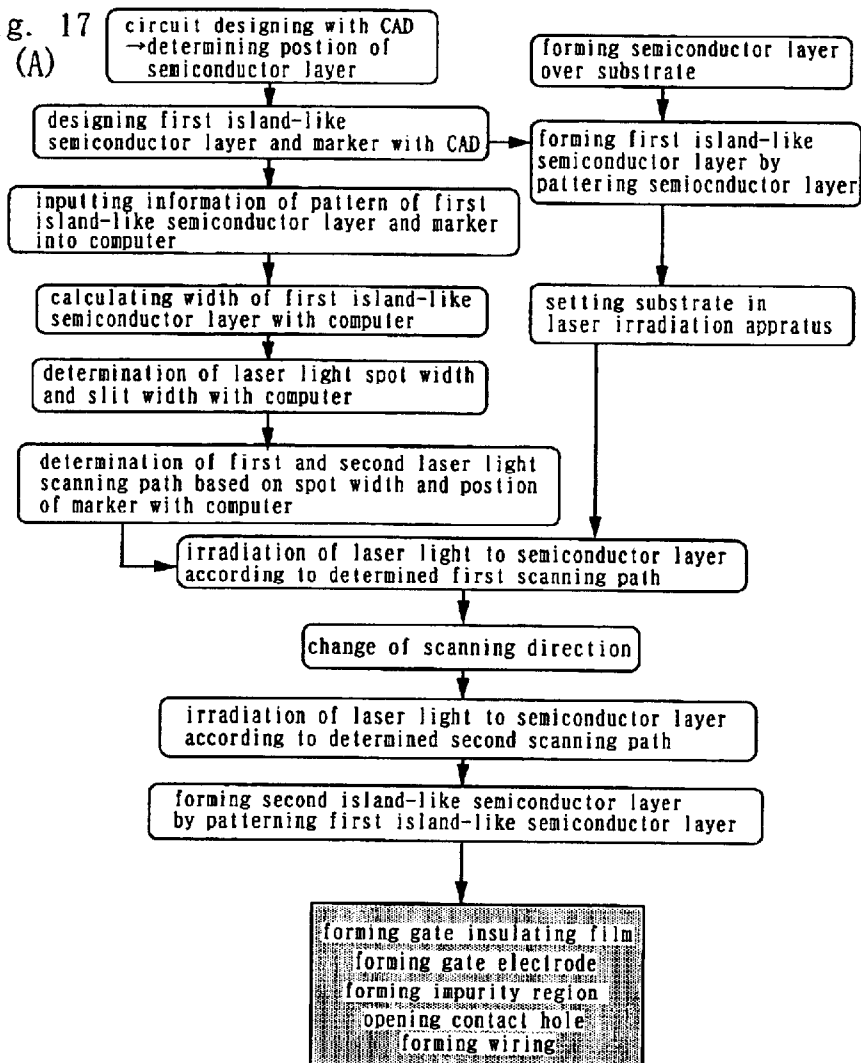 g. 17
(A)
circuit designing with CAD
→determining postion of
semiconductor layer
forming semiconductor layer
over substrate
designing first island-like
semiconductor layer and marker with CAD
forming first island-like
semiconductor layer by
pattering semiocnductor layer
inputting information of pattern of first
island-like semiconductor layer and marker
into computer
calculating width of first island-like
semiconductor layer with computer
setting substrate in
laser irradiation appratus
determination of laser light spot width
and slit width with computer
determination of first and second laser light
scanning path based on spot width and postion
of marker with computer
irradiation of laser light to semiconductor layer
according to determined first scanning path
change of scanning direction
irradiation of laser light to semiconductor layer
according to determined second scanning path
forming second island-like semiconductor layer
by patterning first island-like semiconductor layer
forming gate insulating film
forming gate electrode
forming impurity region
opening contact hole
forming wiring